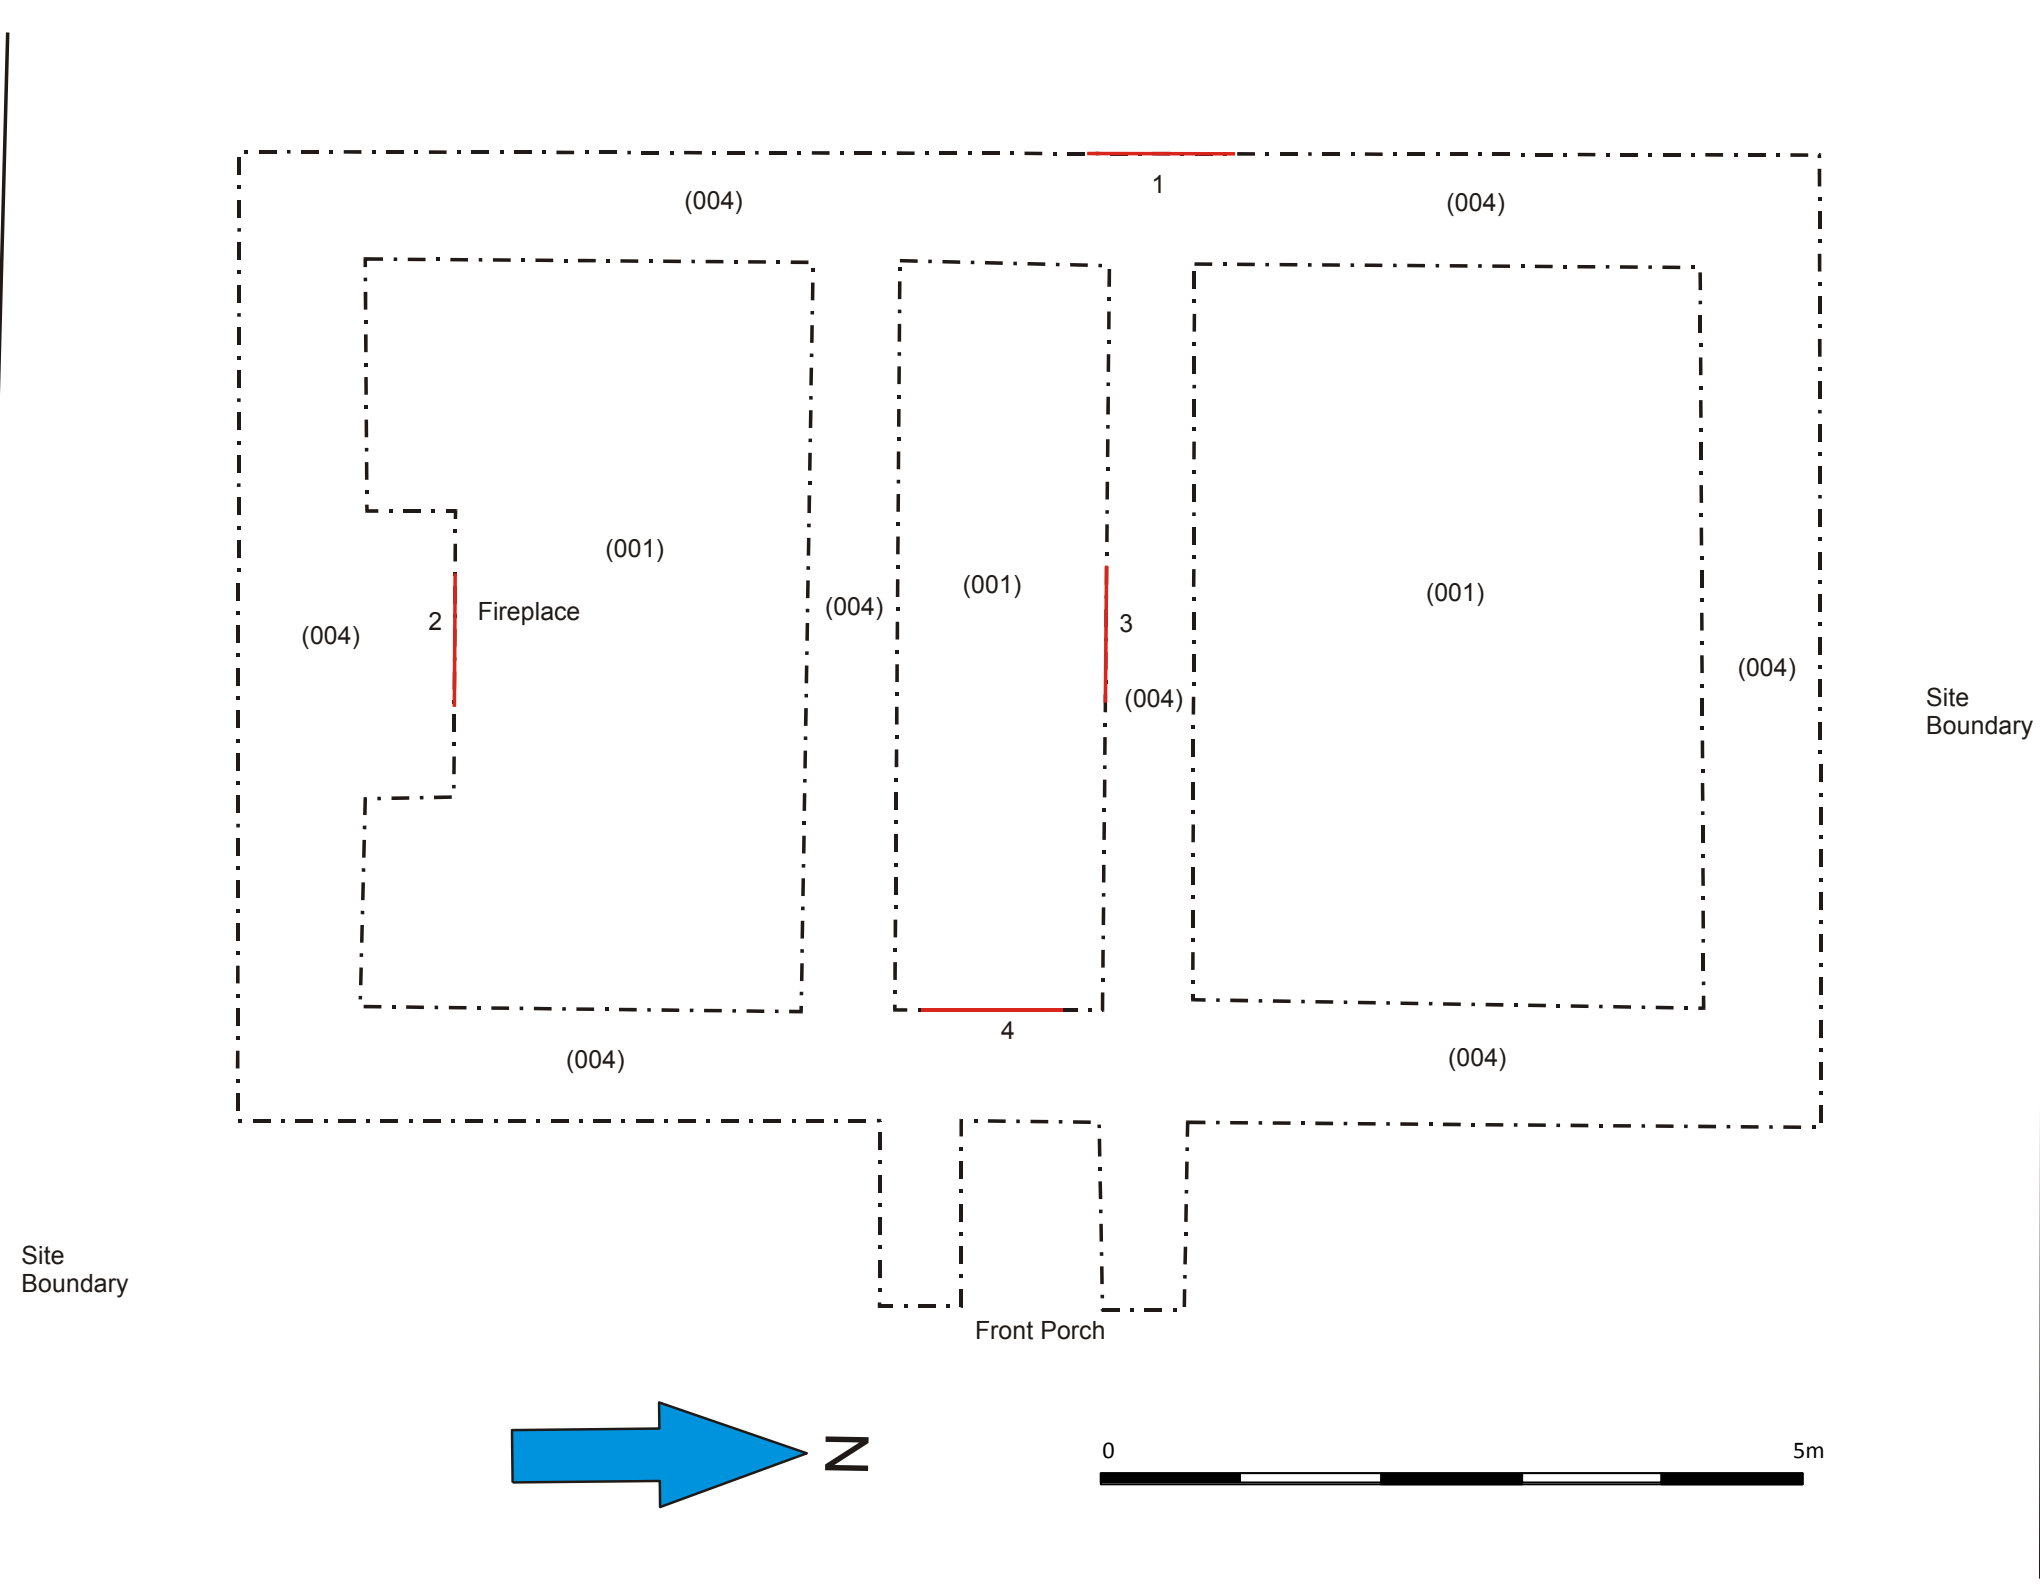 1
(004)
(004)
(001)
(001)
(001)
2
Fireplace
(004)
(004)
3
(004)
(004)
Site
Boundary
4
(004)
(004)
Site
Boundary
Front Porch
N
0
5m